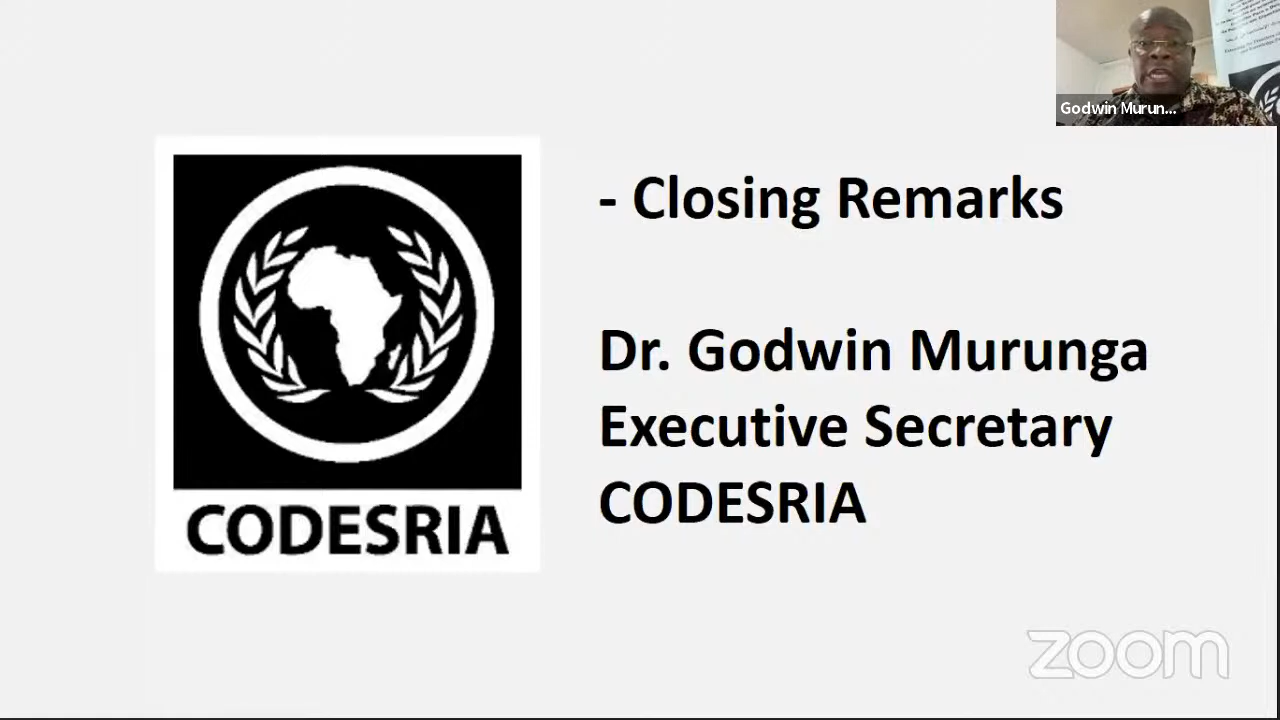 Godwin Murun...
- Closing Remarks
Dr. Godwin Murunga
Executive Secretary
CODESRIA
CODESRIA
zoom